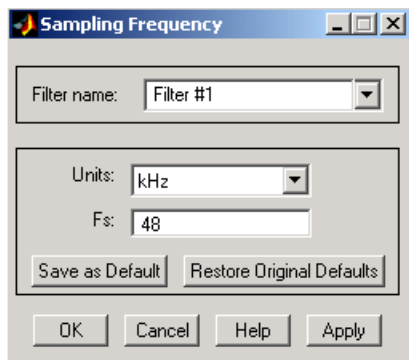 Sampling Frequency
Filter name: Filter #1
Units: kHz
Fs: 48
Save as Default Restore Original Defaults
OK Cancel Help Apply